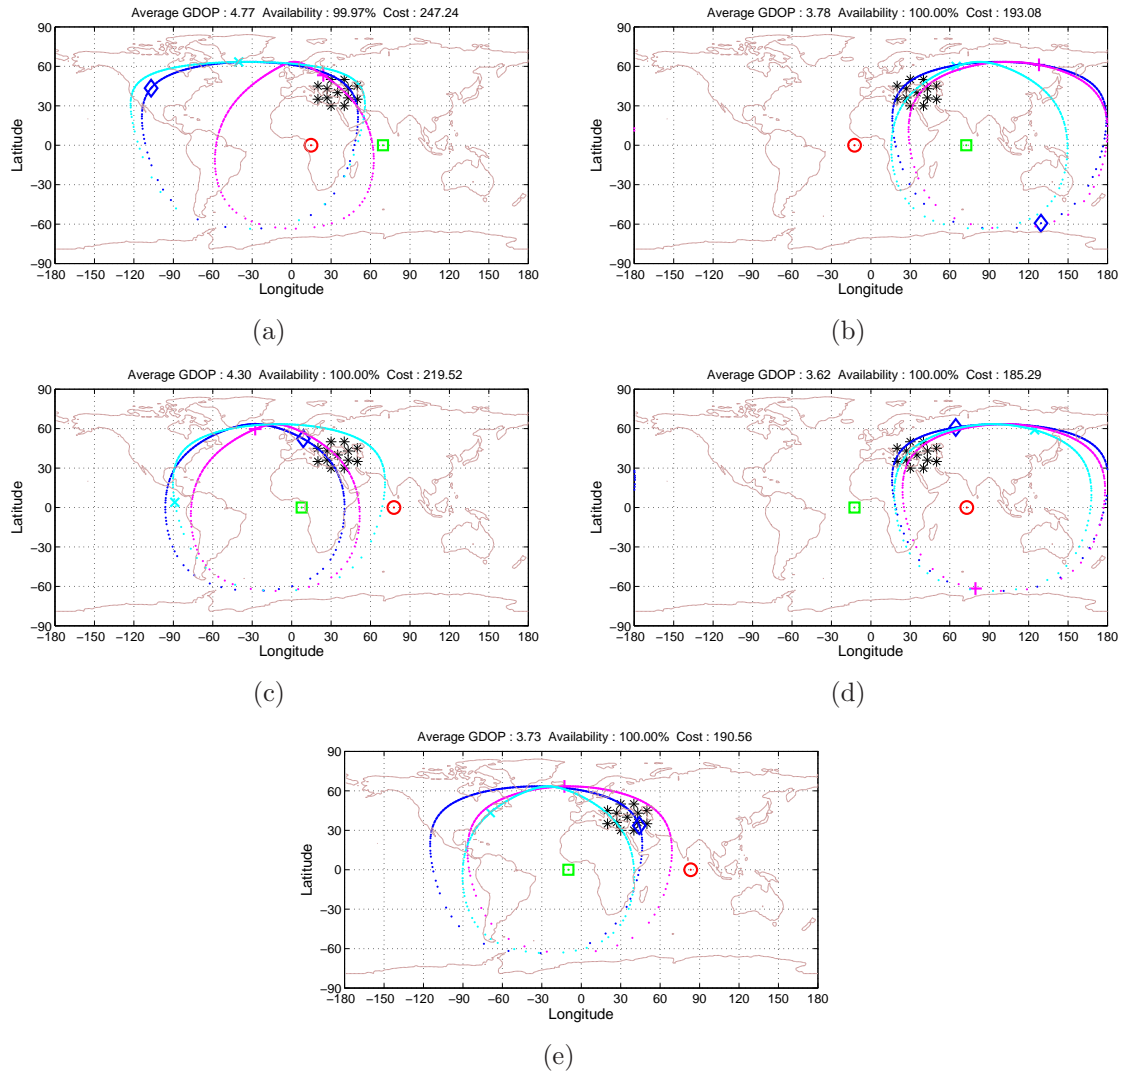 Average GDOP : 4.77 Availability : 99.97% Cost : 247.24
90
60
30
0
−30
−60
−90
Latitude
−180 −150 −120 −90 −60 −30 0 30 60 90 120 150 180
Longitude
(a)
Average GDOP : 3.78 Availability : 100.00% Cost : 193.08
90
60
30
0
−30
−60
−90
Latitude
−180 −150 −120 −90 −60 −30 0 30 60 90 120 150 180
Longitude
(b)
Average GDOP : 4.30 Availability : 100.00% Cost : 219.52
90
60
30
0
−30
−60
−90
Latitude
−180 −150 −120 −90 −60 −30 0 30 60 90 120 150 180
Longitude
(c)
Average GDOP : 3.62 Availability : 100.00% Cost : 185.29
90
60
30
0
−30
−60
−90
Latitude
−180 −150 −120 −90 −60 −30 0 30 60 90 120 150 180
Longitude
(d)
Average GDOP : 3.73 Availability : 100.00% Cost : 190.56
90
60
30
0
−30
−60
−90
Latitude
−180 −150 −120 −90 −60 −30 0 30 60 90 120 150 180
Longitude
(e)